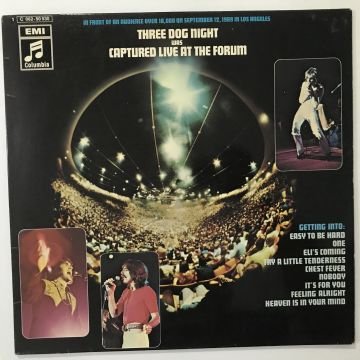 1 C 062-90 836
IN FRONT OF AN AUDIENCE OVER 18,000 ON SEPTEMBER 12, 1969 IN LOS ANGELES
EMI
Columbia
THREE DOG NIGHT
WAS
CAPTURED LIVE AT THE FORUM
GETTING INTO:
EASY TO BE HARD
ONE
ELI'S COMING
TRY A LITTLE TENDERNESS
CHEST FEVER
NOBODY
IT'S FOR YOU
FEELING ALRIGHT
HEAVEN IS IN YOUR MIND